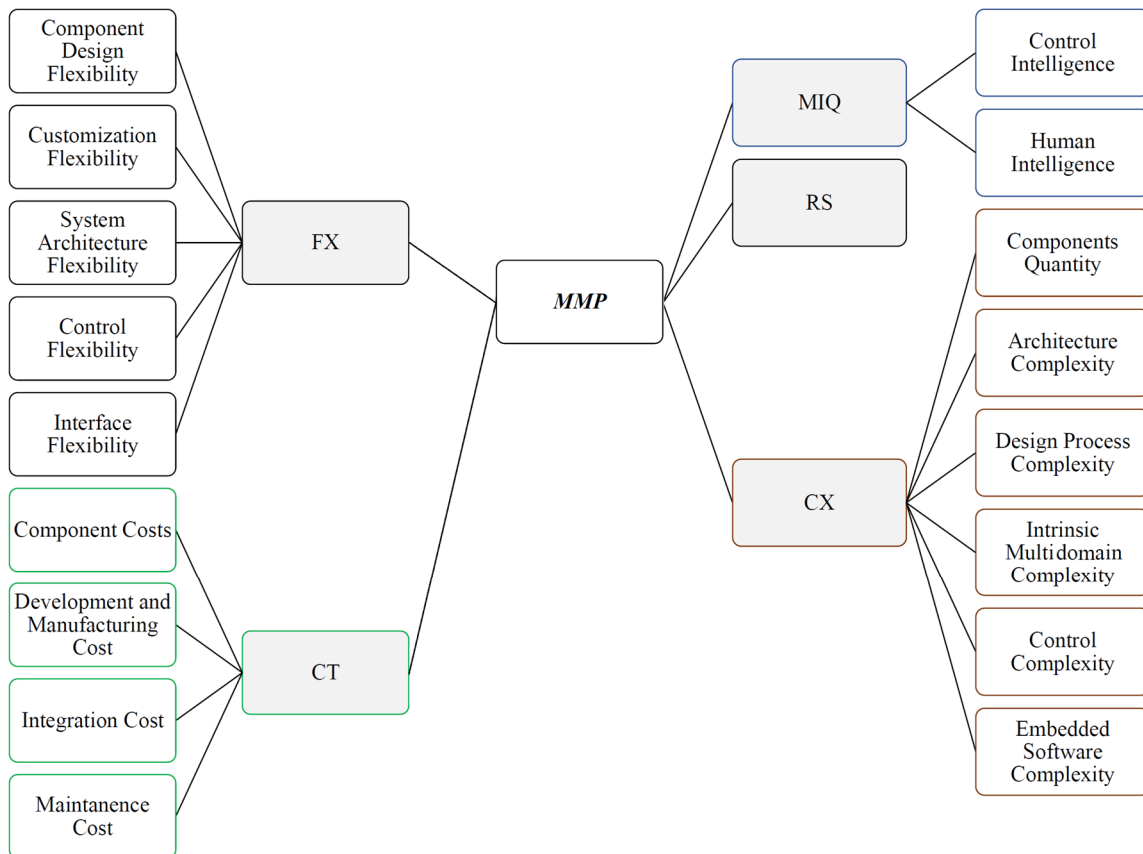 Component
Design
Flexibility
Customization
Flexibility
System
Architecture
Flexibility
Control
Flexibility
Interface
Flexibility
Component Costs
Development and
Manufacturing
Cost
Integration Cost
Maintanence
Cost
FX
CT
MMP
MIQ
RS
CX
Control
Intelligence
Human
Intelligence
Components
Quantity
Architecture
Complexity
Design Process
Complexity
Intrinsic
Multidomain
Complexity
Control
Complexity
Embedded
Software
Complexity